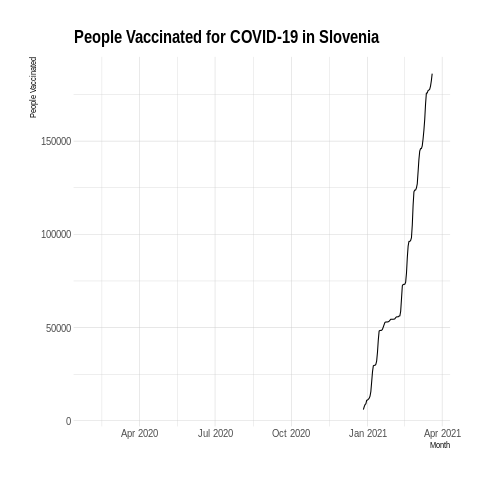 People Vaccinated for COVID-19 in Slovenia
People Vaccinated
150000
100000
50000
0
Apr 2020
Jul 2020
Oct 2020
Jan 2021
Apr 2021
Month